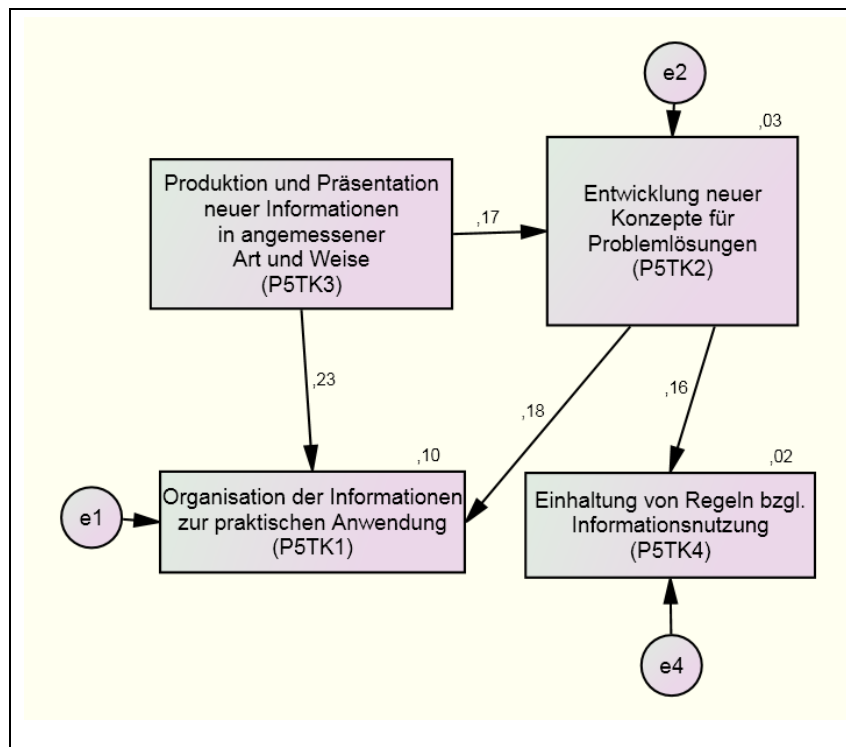 e2
,03
Produktion und Präsentation
neuer Informationen
in angemessener
Art und Weise
(P5TK3)
,17
Entwicklung neuer
Konzepte für
Problemlösungen
(P5TK2)
,23
,18
,16
,10
,02
e1
Organisation der Informationen
zur praktischen Anwendung
(P5TK1)
Einhaltung von Regeln bzgl.
Informationsnutzung
(P5TK4)
e4